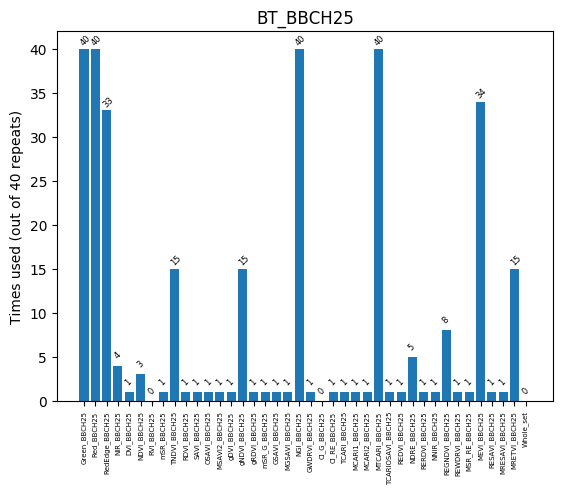 BT_BBCH25
Times used (out of 40 repeats)
40
35
30
25
20
15
10
5
0
40
40
33
4
1
3
0
1
15
1
1
1
1
1
15
1
1
1
1
40
1
0
1
1
1
1
40
1
1
5
1
1
8
1
1
34
1
1
15
0
Green_BBCH25
Red_BBCH25
RedEdge_BBCH25
NIR_BBCH25
DVI_BBCH25
NDVI_BBCH25
RVI_BBCH25
mSR_BBCH25
TNDVI_BBCH25
RDVI_BBCH25
SAVI_BBCH25
OSAVI_BBCH25
MSAVI2_BBCH25
gDVI_BBCH25
gNDVI_BBCH25
gRDVI_BBCH25
mSR_G_BBCH25
GSAVI_BBCH25
MGSAVI_BBCH25
NGI_BBCH25
GWDRVI_BBCH25
CI_G_BBCH25
CI_RE_BBCH25
TCARI_BBCH25
MCARI1_BBCH25
MCARI2_BBCH25
MTCARI_BBCH25
TCARIOSAVI_BBCH25
REDVI_BBCH25
NDRE_BBCH25
RERDVI_BBCH25
NNIR_BBCH25
REGNDVI_BBCH25
REWDRVI_BBCH25
MSR_RE_BBCH25
MEVI_BBCH25
RESAVI_BBCH25
MRESAVI_BBCH25
MRETVI_BBCH25
Whole_set